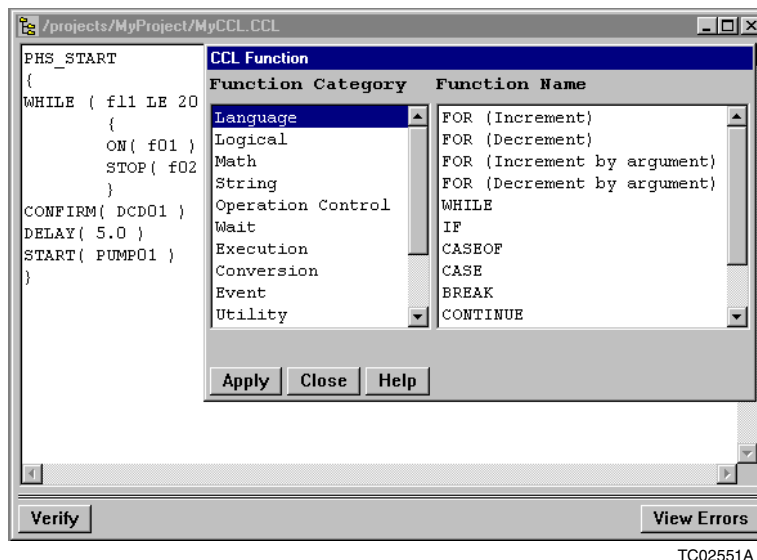 /projects/MyProject/MyCCL.CCL
PHS_START
{
WHILE ( fl1 LE 20
{
ON( f01 )
STOP( f02
}
CONFIRM( DCD01 )
DELAY( 5.0 )
START( PUMP01 )
}
CCL Function
Function Category
Language
Logical
Math
String
Operation Control
Wait
Execution
Conversion
Event
Utility
Function Name
FOR (Increment)
FOR (Decrement)
FOR (Increment by argument)
FOR (Decrement by argument)
WHILE
IF
CASEOF
CASE
BREAK
CONTINUE
Apply Close Help
Verify View Errors
TC02551A